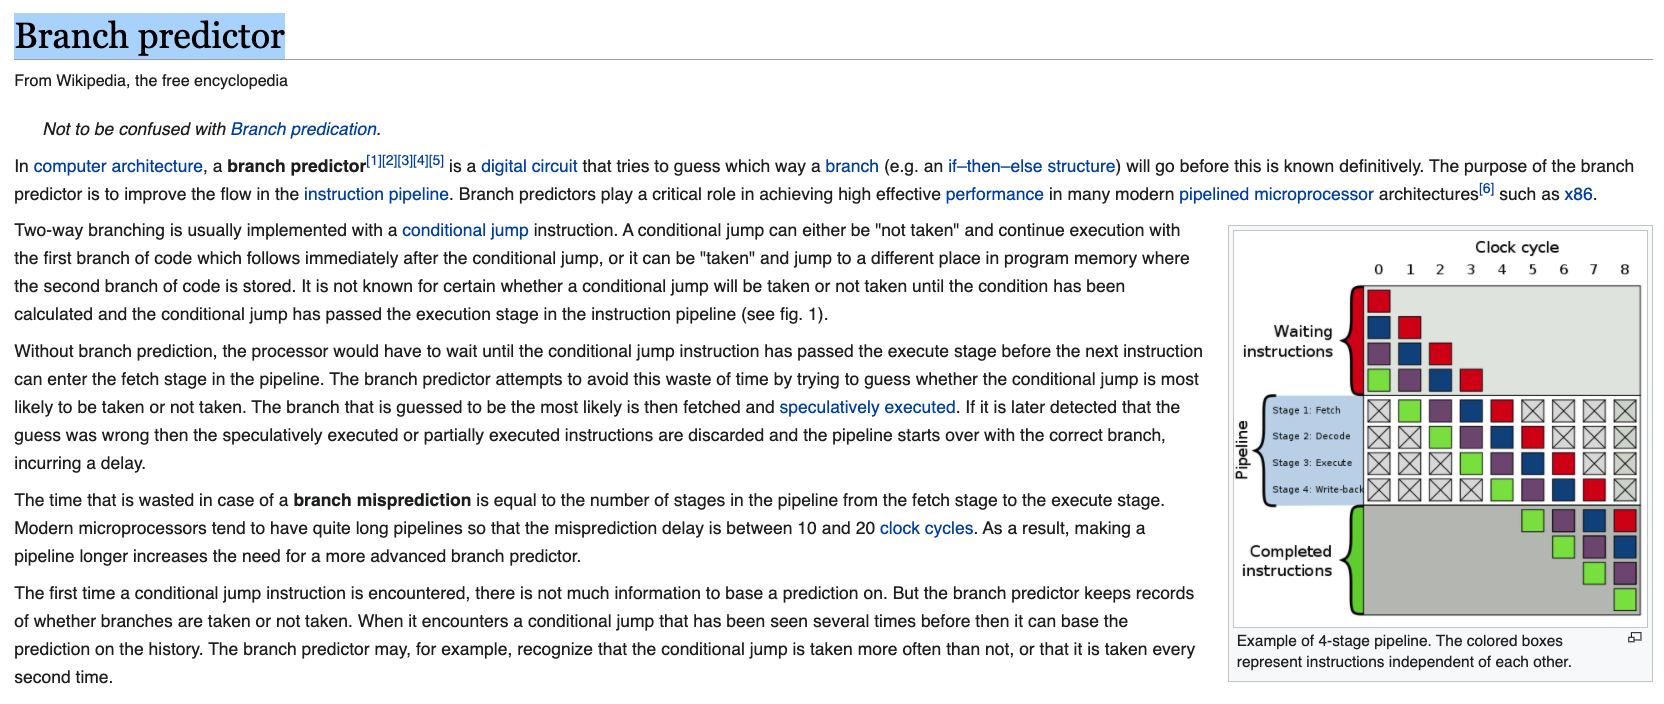 Branch predictor
From Wikipedia, the free encyclopedia
Not to be confused with Branch predication.
In computer architecture, a branch predictor[1][2][3][4][5] is a digital circuit that tries to guess which way a branch (e.g. an if–then–else structure) will go before this is known definitively. The purpose of the branch
predictor is to improve the flow in the instruction pipeline. Branch predictors play a critical role in achieving high effective performance in many modern pipelined microprocessor architectures[6] such as x86.
Two-way branching is usually implemented with a conditional jump instruction. A conditional jump can either be "not taken" and continue execution with
the first branch of code which follows immediately after the conditional jump, or it can be "taken" and jump to a different place in program memory where
the second branch of code is stored. It is not known for certain whether a conditional jump will be taken or not taken until the condition has been
calculated and the conditional jump has passed the execution stage in the instruction pipeline (see fig. 1).
Without branch prediction, the processor would have to wait until the conditional jump instruction has passed the execute stage before the next instruction
can enter the fetch stage in the pipeline. The branch predictor attempts to avoid this waste of time by trying to guess whether the conditional jump is most
likely to be taken or not taken. The branch that is guessed to be the most likely is then fetched and speculatively executed. If it is later detected that the
guess was wrong then the speculatively executed or partially executed instructions are discarded and the pipeline starts over with the correct branch,
incurring a delay.
The time that is wasted in case of a branch misprediction is equal to the number of stages in the pipeline from the fetch stage to the execute stage.
Modern microprocessors tend to have quite long pipelines so that the misprediction delay is between 10 and 20 clock cycles. As a result, making a
pipeline longer increases the need for a more advanced branch predictor.
The first time a conditional jump instruction is encountered, there is not much information to base a prediction on. But the branch predictor keeps records
of whether branches are taken or not taken. When it encounters a conditional jump that has been seen several times before then it can base the
prediction on the history. The branch predictor may, for example, recognize that the conditional jump is taken more often than not, or that it is taken every
second time.
Clock cycle
0 1 2 3 4 5 6 7 8
Waiting
instructions
Pipeline
Stage 1: Fetch
Stage 2: Decode
Stage 3: Execute
Stage 4: Write-back
Completed
instructions
Example of 4-stage pipeline. The colored boxes
represent instructions independent of each other.